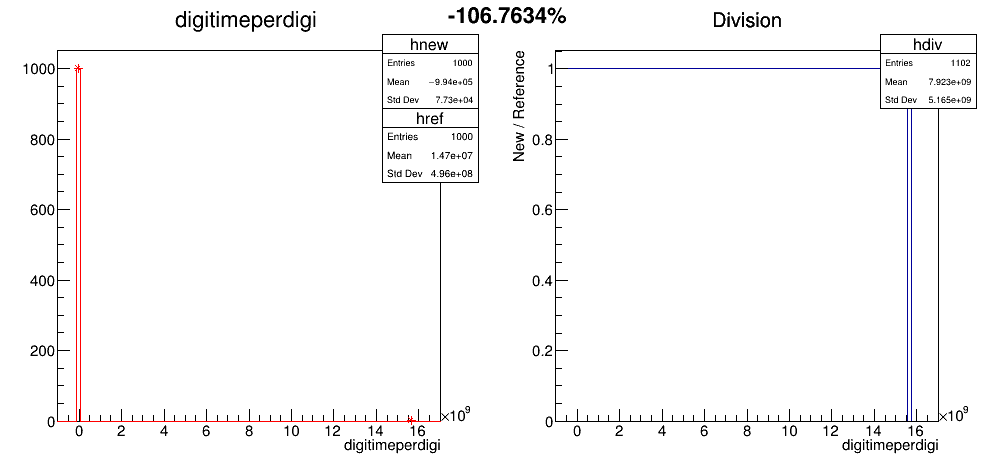 digitimeperdigi
-106.7634%
Division
hnew
Entries 1000
Mean −9.94e+05
Std Dev 7.73e+04
href
Entries 1000
Mean 1.47e+07
Std Dev 4.96e+08
1000
800
600
400
200
0
0 2 4 6 8 10 12 14 16
×10⁹
digitimeperdigi
hdiv
Entries 1102
Mean 7.923e+09
Std Dev 5.165e+09
New / Reference
1
0.8
0.6
0.4
0.2
0
0 2 4 6 8 10 12 14 16
×10⁹
digitimeperdigi